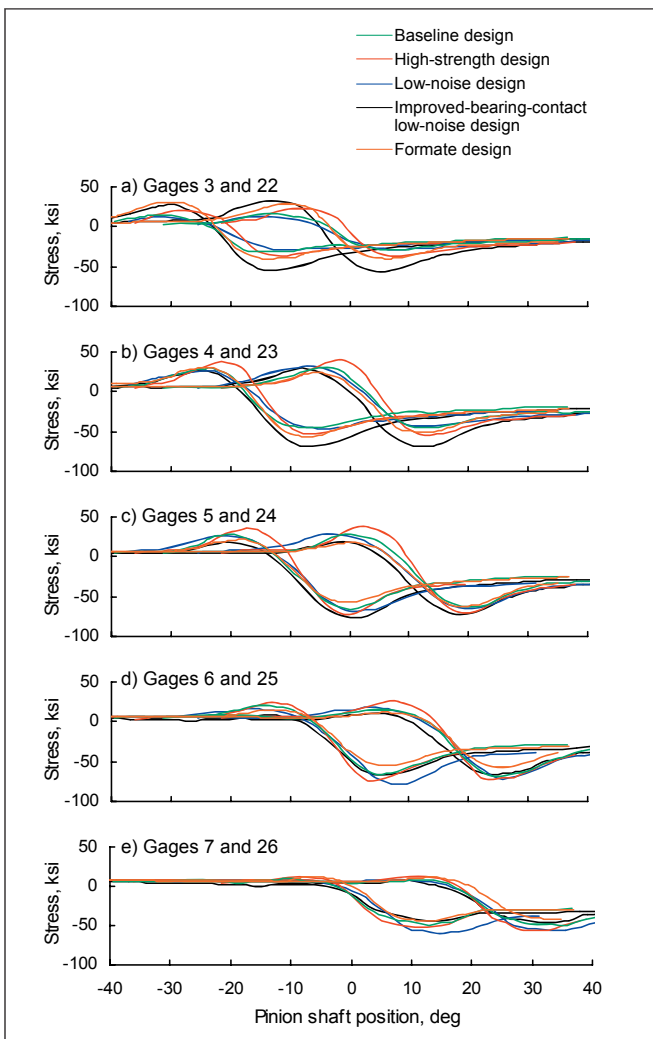 Baseline design
High-strength design
Low-noise design
Improved-bearing-contact
low-noise design
Formate design
a) Gages 3 and 22
50
0
-50
-100
Stress, ksi
b) Gages 4 and 23
50
0
-50
-100
Stress, ksi
c) Gages 5 and 24
50
0
-50
-100
Stress, ksi
d) Gages 6 and 25
50
0
-50
-100
Stress, ksi
e) Gages 7 and 26
50
0
-50
-100
Stress, ksi
-40 -30 -20 -10 0 10 20 30 40
Pinion shaft position, deg